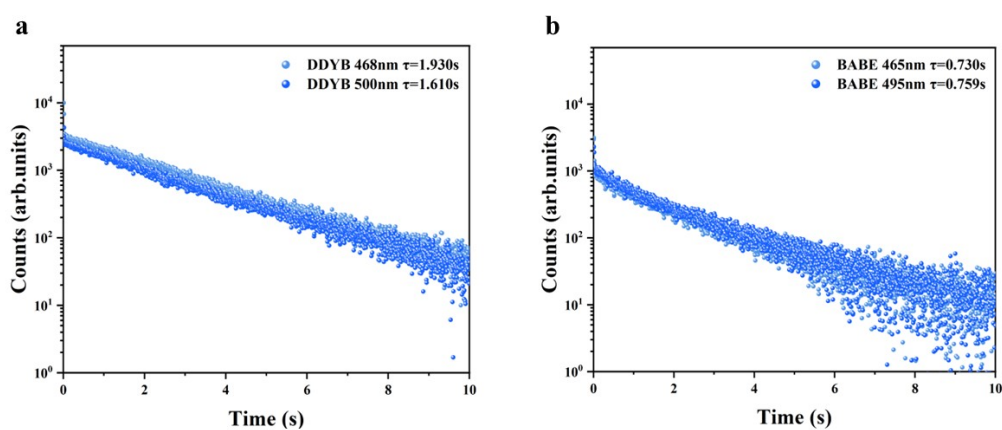 a
DDYB 468nm τ=1.930s
DDYB 500nm τ=1.610s
10⁴
10³
10²
10¹
10⁰
Counts (arb.units)
0 2 4 6 8 10
Time (s)
b
BABE 465nm τ=0.730s
BABE 495nm τ=0.759s
10⁴
10³
10²
10¹
10⁰
Counts (arb.units)
0 2 4 6 8 10
Time (s)